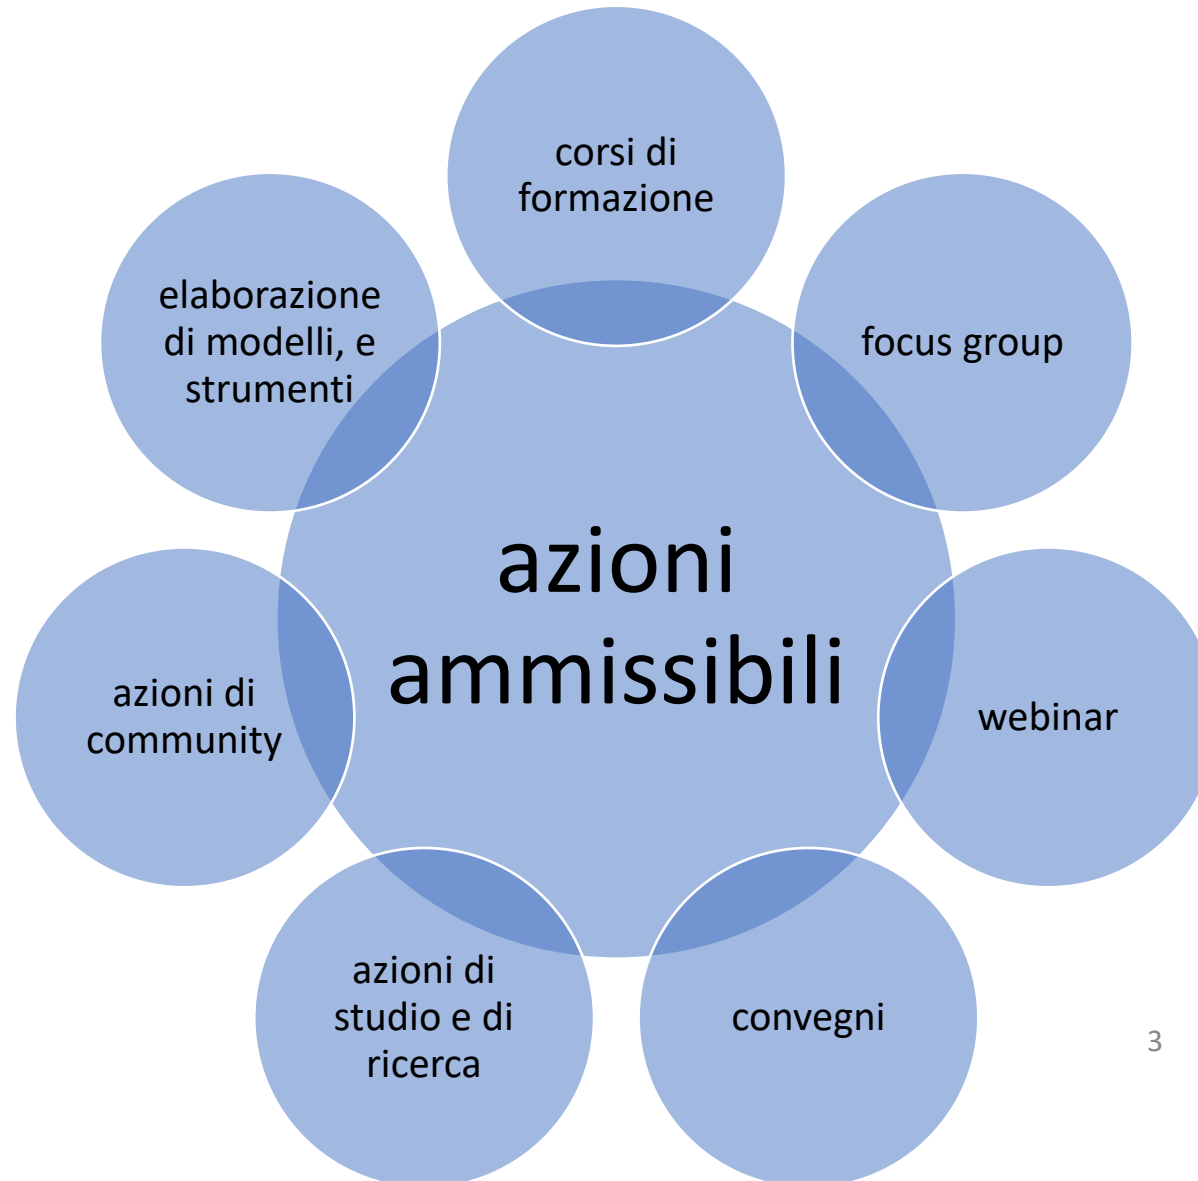 corsi di
formazione
elaborazione
di modelli, e
strumenti
focus group
azioni
ammissibili
azioni di
community
webinar
azioni di
studio e di
ricerca
convegni
3